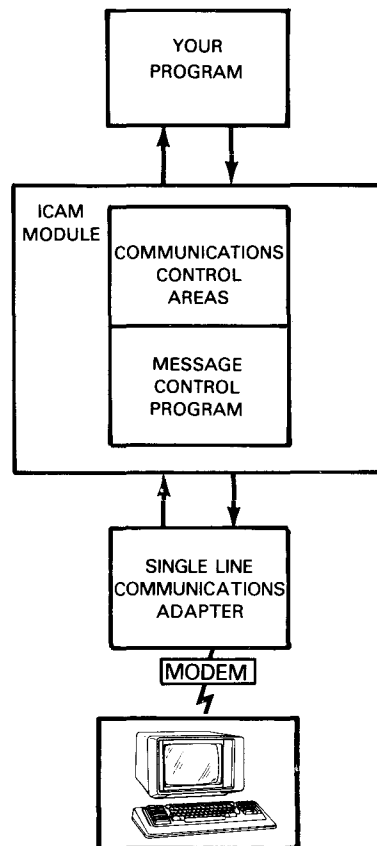 YOUR
PROGRAM
ICAM
MODULE
COMMUNICATIONS
CONTROL
AREAS
MESSAGE
CONTROL
PROGRAM
SINGLE LINE
COMMUNICATIONS
ADAPTER
MODEM